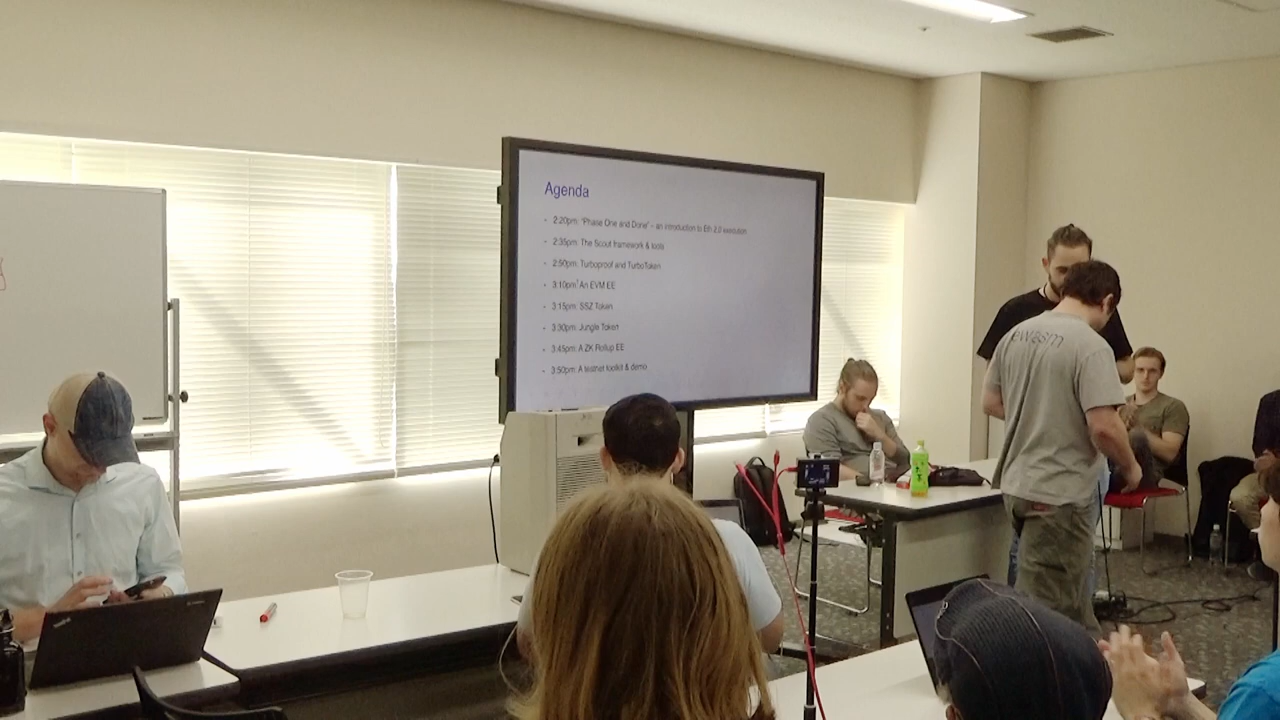 Agenda
- 2:20pm: "Phase One and Done" – an introduction to Eth 2.0 execution
- 2:35pm: The Scout framework & tools
- 2:50pm: Turboproof and TurboToken
- 3:10pm: An EVM EE
- 3:15pm: SSZ Token
- 3:30pm: Jungle Token
- 3:45pm: A ZK Rollup EE
- 3:50pm: A testnet toolkit & demo
ewasm